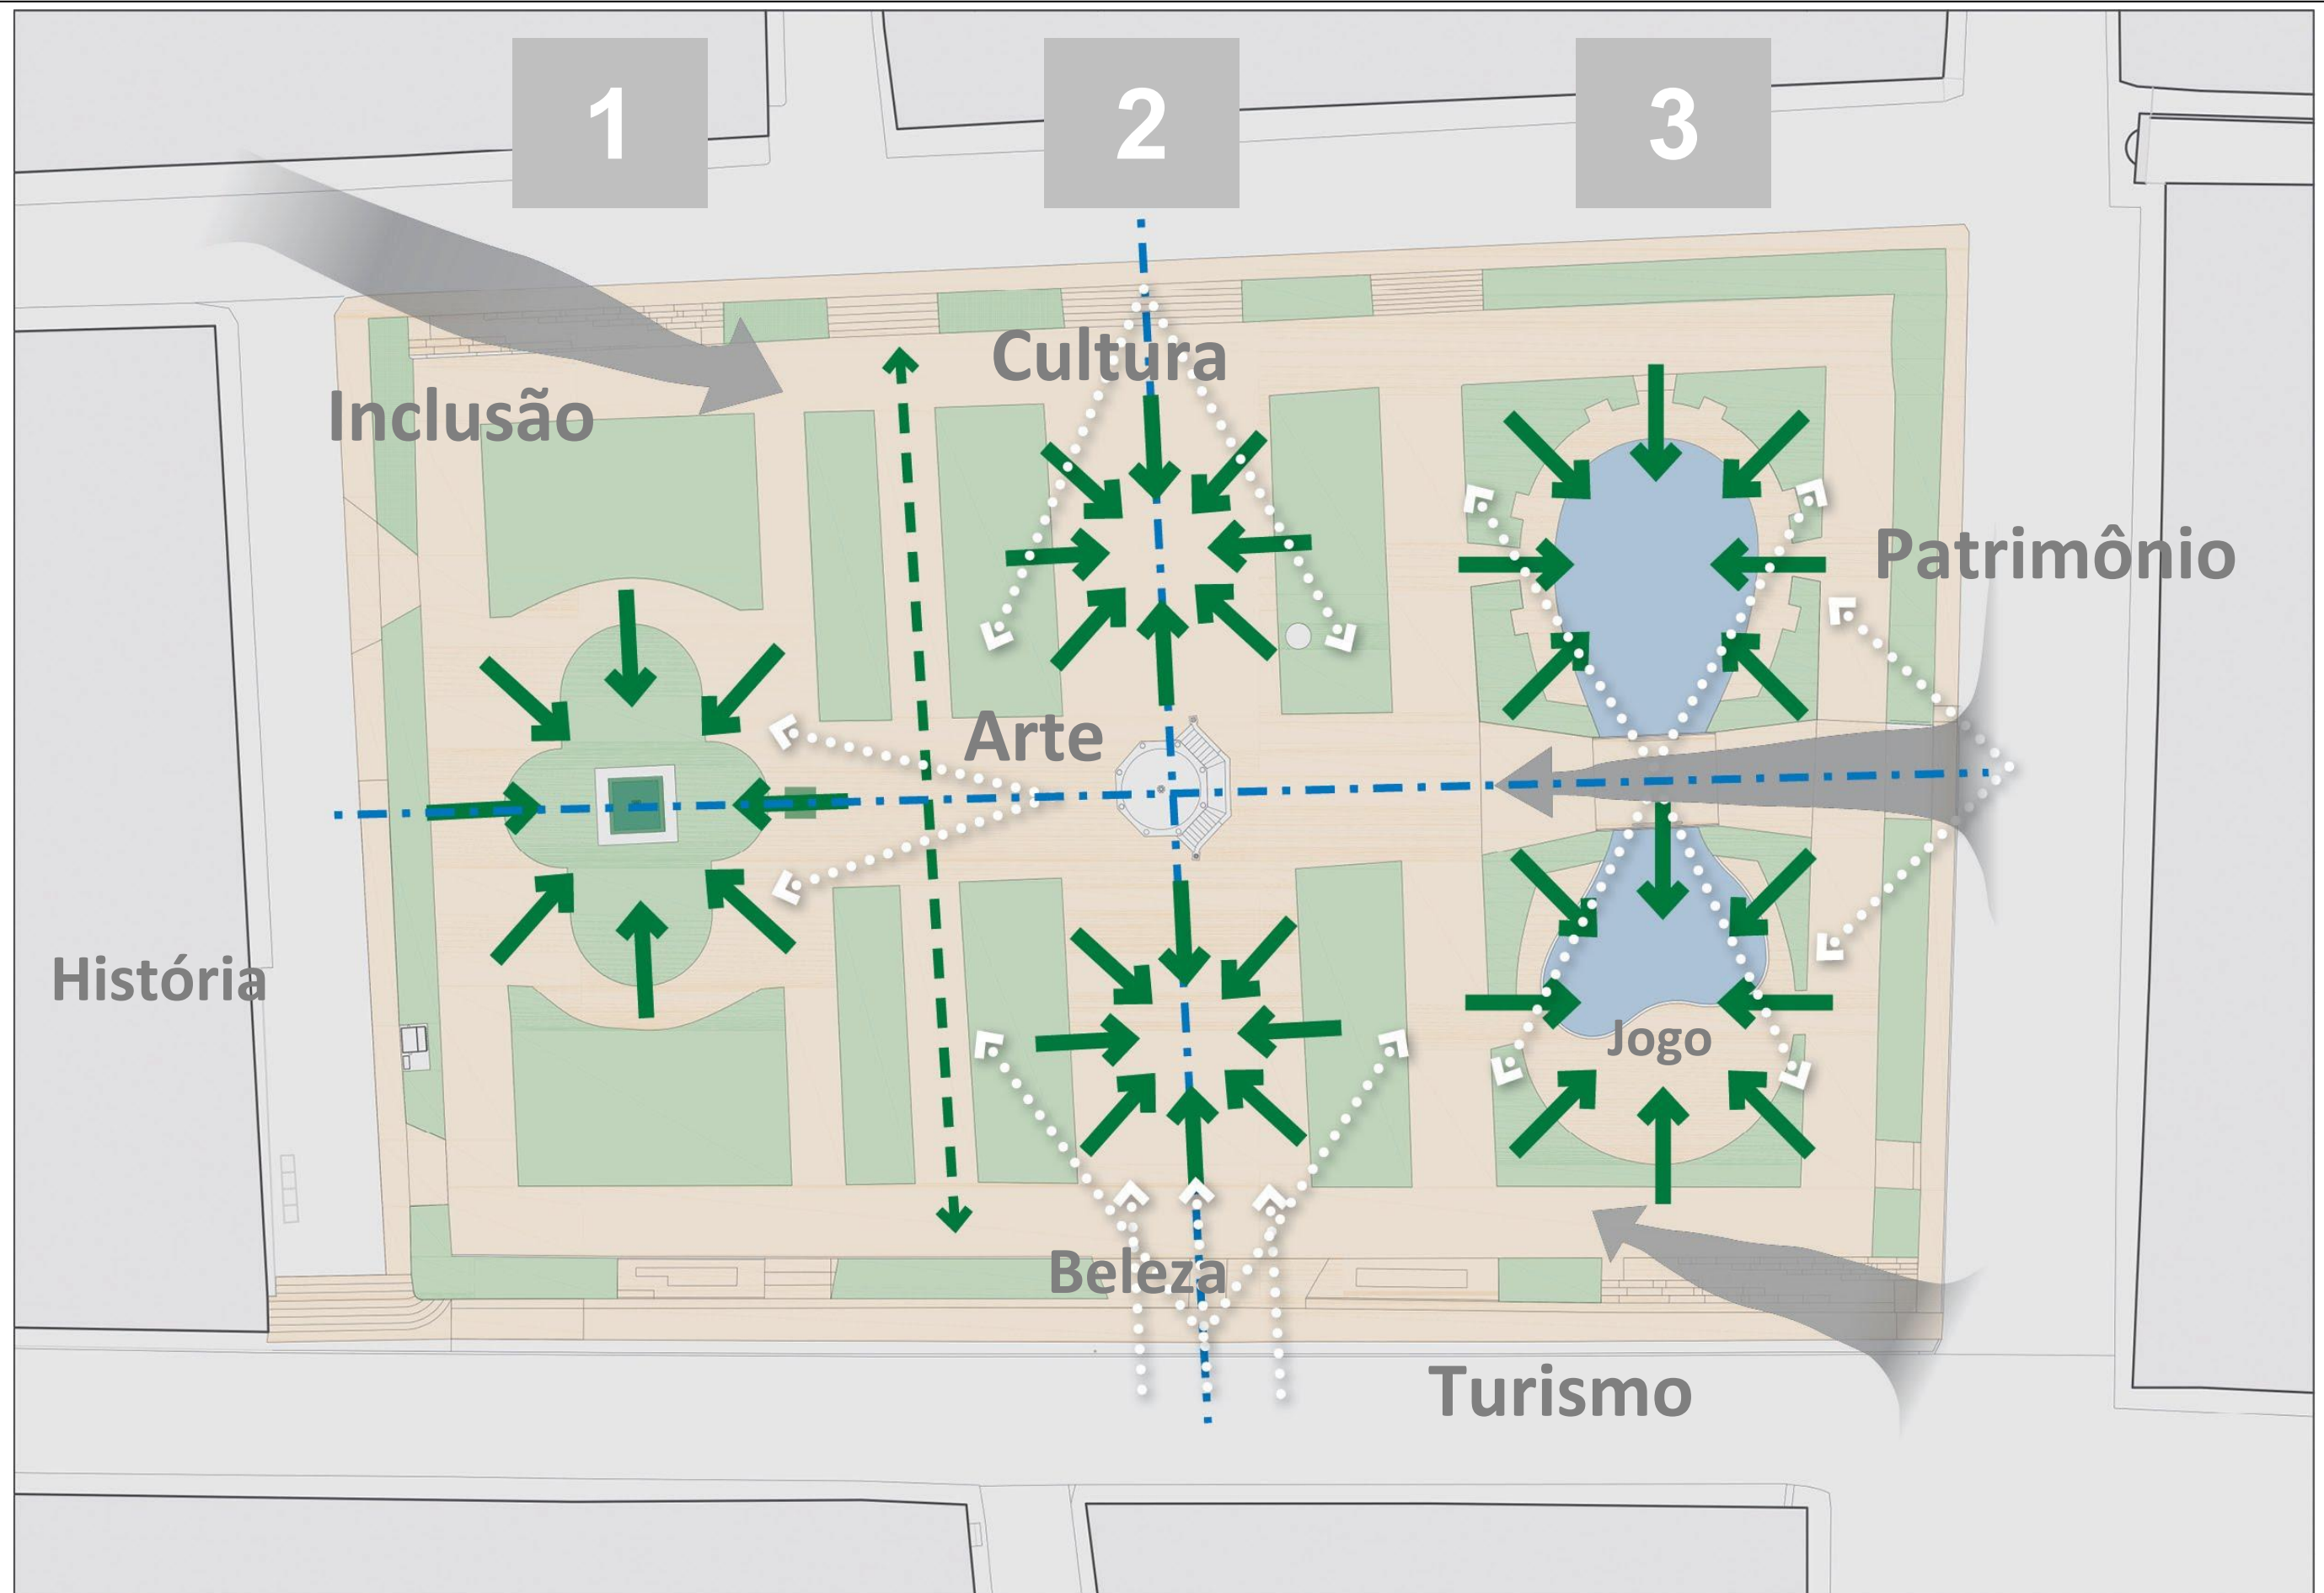 1
2
3
Cultura
Inclusão
Patrimônio
Arte
História
Jogo
Beleza
Turismo